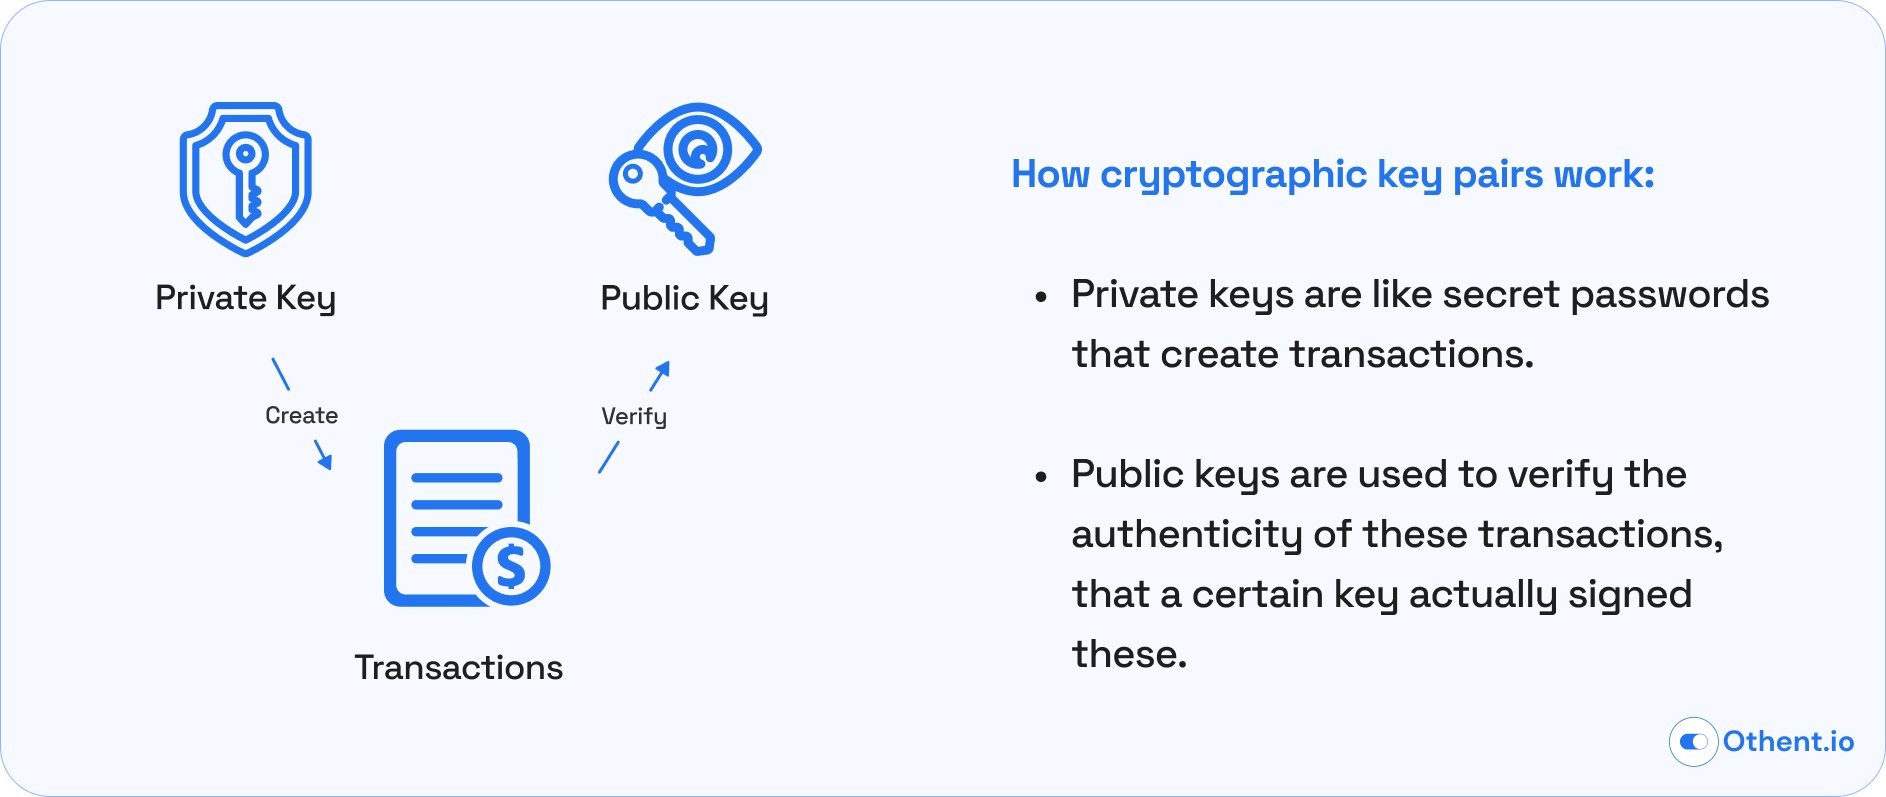 Private Key
Public Key
Create
Verify
$
Transactions
How cryptographic key pairs work:
• Private keys are like secret passwords
that create transactions.
• Public keys are used to verify the
authenticity of these transactions,
that a certain key actually signed
these.
Othent.io